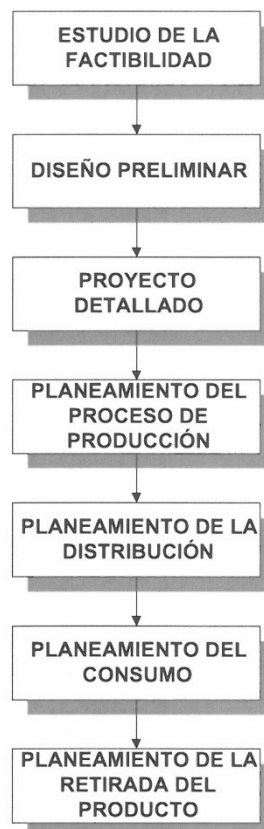 ESTUDIO DE LA
FACTIBILIDAD
DISEÑO PRELIMINAR
PROYECTO
DETALLADO
PLANEAMIENTO DEL
PROCESO DE
PRODUCCIÓN
PLANEAMIENTO DE LA
DISTRIBUCIÓN
PLANEAMIENTO DEL
CONSUMO
PLANEAMIENTO DE LA
RETIRADA DEL
PRODUCTO